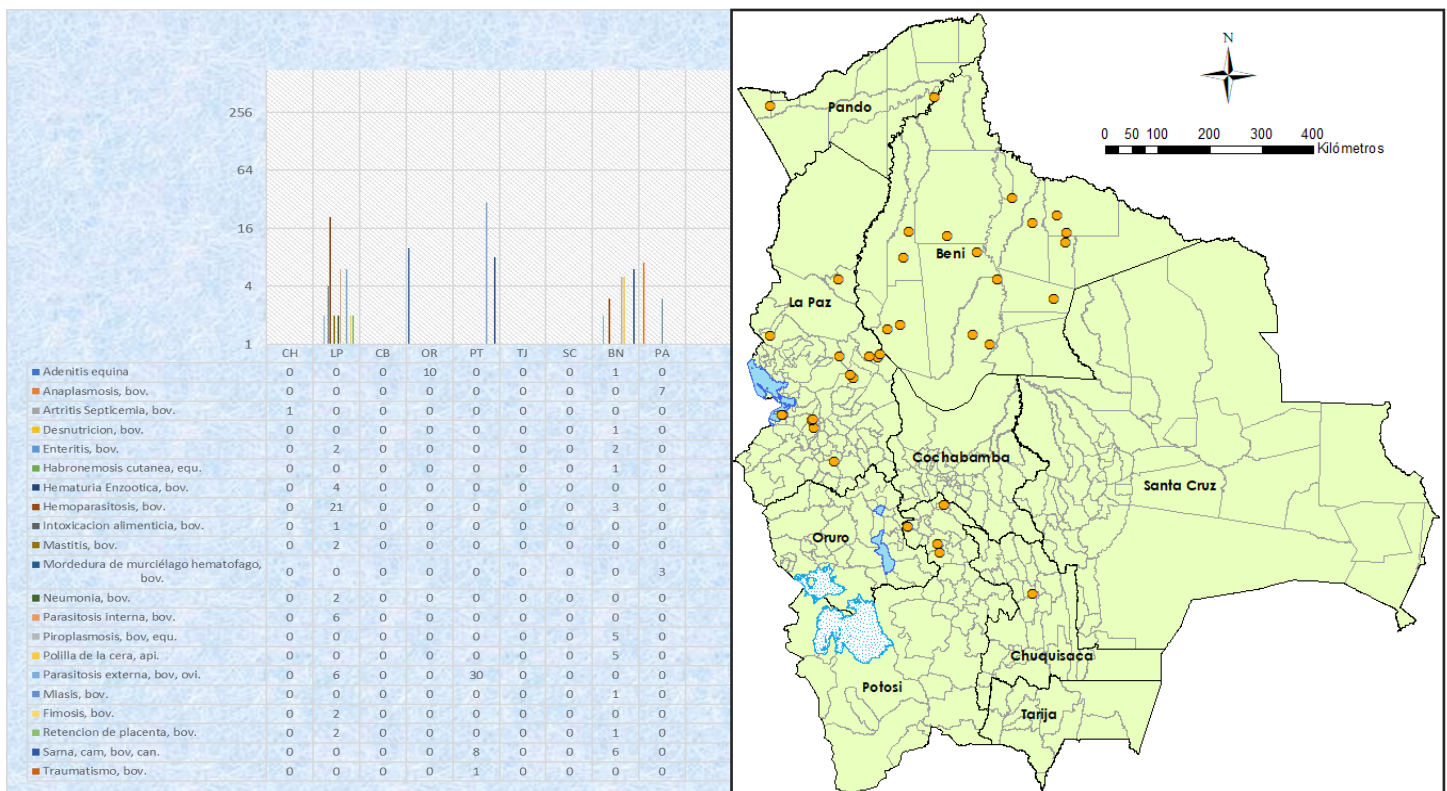 256
64
16
4
1
CH LP CB OR PT TJ SC BN PA
Adenitis equina 0 0 0 10 0 0 0 1 0
Anaplasmosis, bov. 0 0 0 0 0 0 0 0 7
Artritis Septicemia, bov. 1 0 0 0 0 0 0 0 0
Desnutricion, bov. 0 0 0 0 0 0 0 1 0
Enteritis, bov. 0 2 0 0 0 0 0 2 0
Habronemosis cutanea, equ. 0 0 0 0 0 0 0 1 0
Hematuria Enzootica, bov. 0 4 0 0 0 0 0 0 0
Hemoparasitosis, bov. 0 21 0 0 0 0 0 3 0
Intoxicacion alimenticia, bov. 0 1 0 0 0 0 0 0 0
Mastitis, bov. 0 2 0 0 0 0 0 0 0
Mordedura de murciélago hematofago,
bov. 0 0 0 0 0 0 0 0 3
Neumonia, bov. 0 2 0 0 0 0 0 0 0
Parasitosis interna, bov. 0 6 0 0 0 0 0 0 0
Piroplasmosis, bov, equ. 0 0 0 0 0 0 0 5 0
Polilla de la cera, api. 0 0 0 0 0 0 0 5 0
Parasitosis externa, bov, ovi. 0 6 0 0 30 0 0 0 0
Miasis, bov. 0 0 0 0 0 0 0 1 0
Fimosis, bov. 0 2 0 0 0 0 0 0 0
Retencion de placenta, bov. 0 2 0 0 0 0 0 1 0
Sarna, cam, bov, can. 0 0 0 0 8 0 0 6 0
Traumatismo, bov. 0 0 0 0 1 0 0 0 0
N
0 50 100 200 300 400
Kilómetros
Pando
Beni
La Paz
Cochabamba
Santa Cruz
Oruro
Chuquisaca
Potosi
Tarija